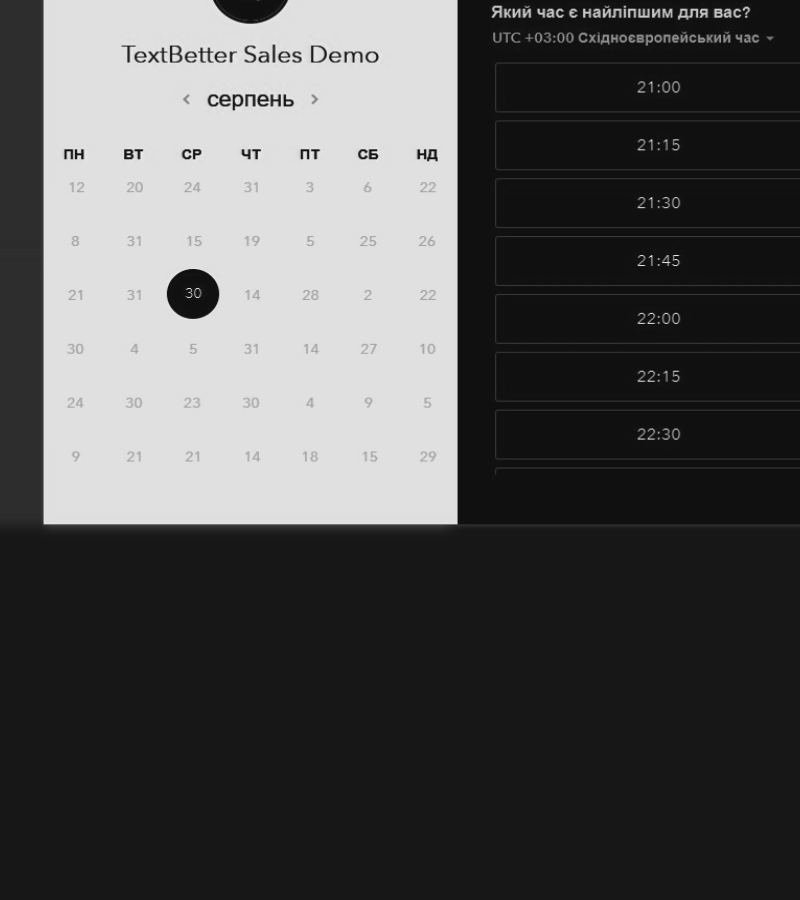 TextBetter Sales Demo
‹ серпень ›
ПН ВТ СР ЧТ ПТ СБ НД
12 20 24 31 3 6 22
8 31 15 19 5 25 26
21 31 30 14 28 2 22
30 4 5 31 14 27 10
24 30 23 30 4 9 5
9 21 21 14 18 15 29
Який час є найліпшим для вас?
UTC +03:00 Східноєвропейський час
21:00
21:15
21:30
21:45
22:00
22:15
22:30